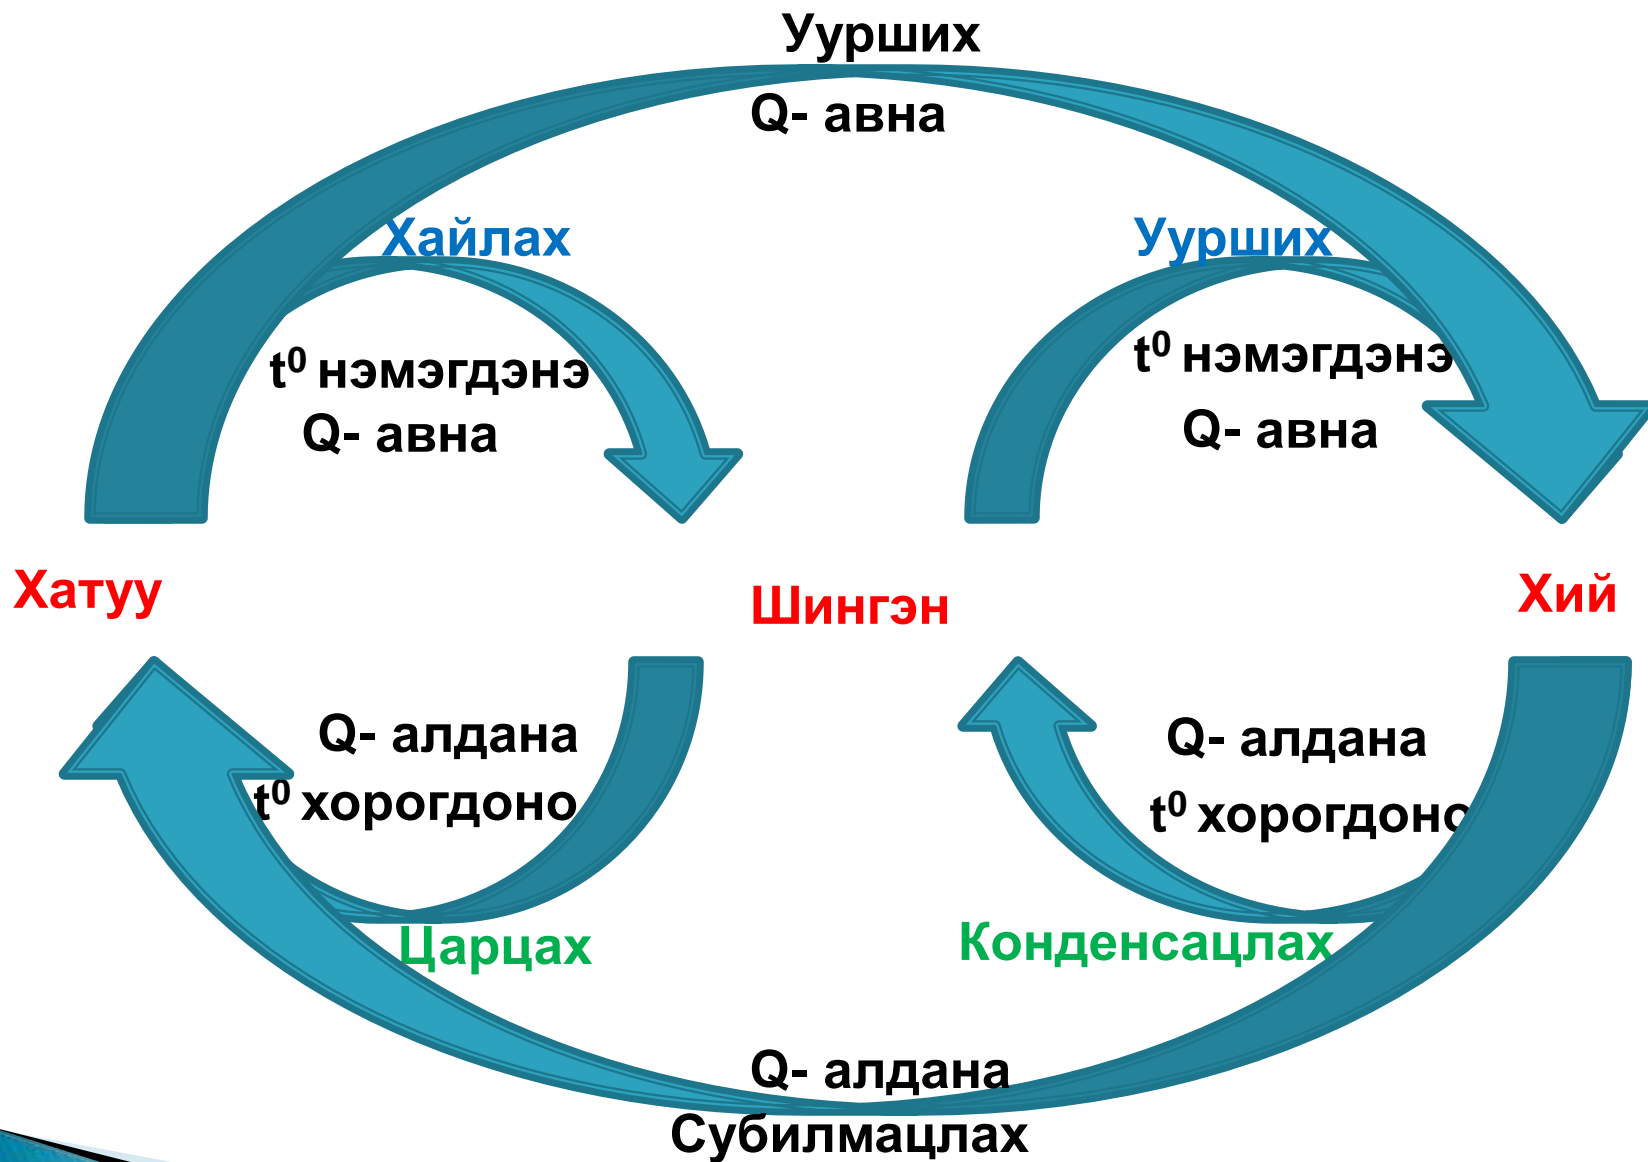 Уурших
Q- авна
Хайлах
Уурших
t⁰ нэмэгдэнэ
Q- авна
t⁰ нэмэгдэнэ
Q- авна
Хатуу
Шингэн
Хий
Q- алдана
t⁰ хорогдоно
Q- алдана
t⁰ хорогдоно
Царцах
Конденсацлах
Q- алдана
Субилмацлах